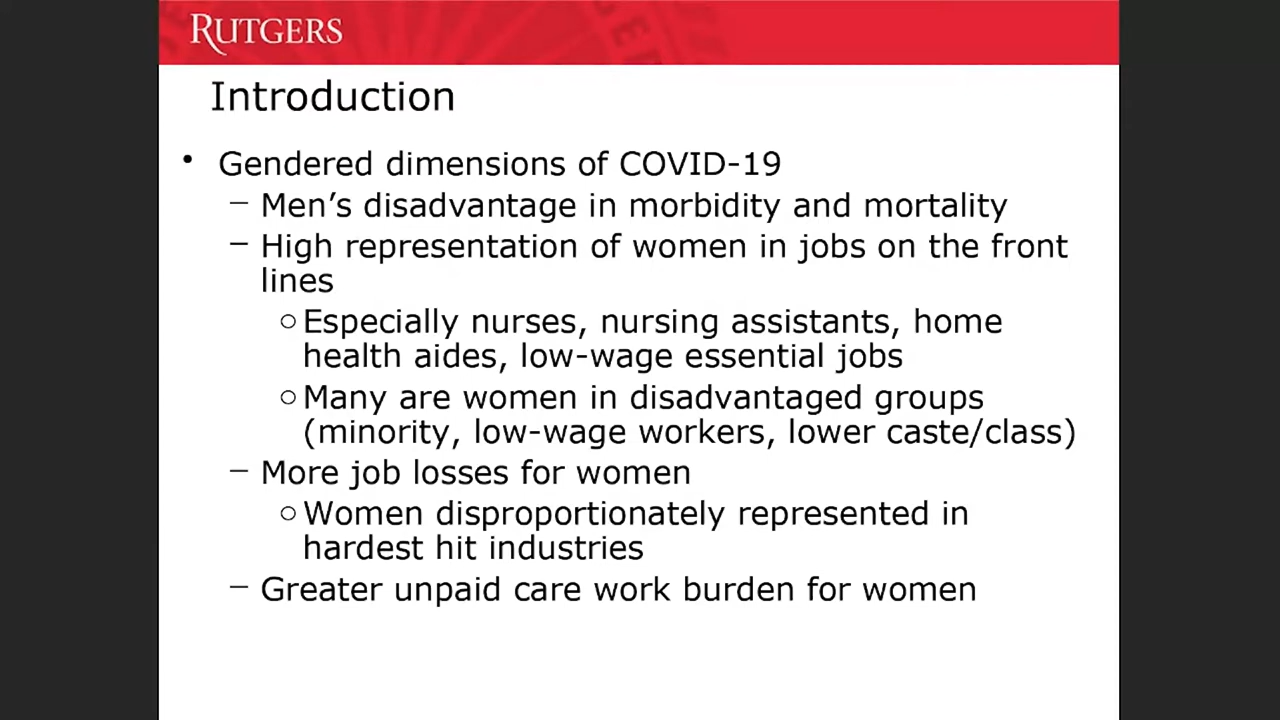 RUTGERS
Introduction
• Gendered dimensions of COVID-19
– Men’s disadvantage in morbidity and mortality
– High representation of women in jobs on the front
lines
○ Especially nurses, nursing assistants, home
health aides, low-wage essential jobs
○ Many are women in disadvantaged groups
(minority, low-wage workers, lower caste/class)
– More job losses for women
○ Women disproportionately represented in
hardest hit industries
– Greater unpaid care work burden for women